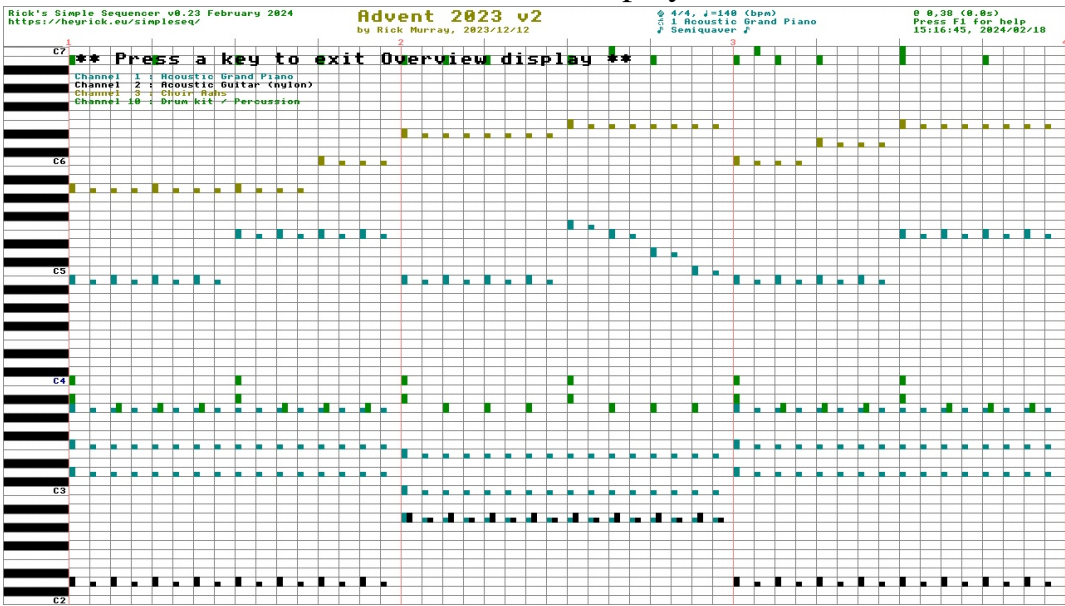 Rick's Simple Sequencer v0.23 February 2024
https://heyrick.eu/simpleseq/
Advent 2023 v2
by Rick Murray, 2023/12/12
4/4, ♩=140 (bpm)
1 Acoustic Grand Piano
♪ Semiquaver ♪
@ 0,38 (0.0s)
Press F1 for help
15:16:45, 2024/02/18
1 2 3 4
C7
** Press a key to exit Overview display **
Channel 1 : Acoustic Grand Piano
Channel 2 : Acoustic Guitar (nylon)
Channel 3 : Choir Aahs
Channel 10 : Drum kit / Percussion
C6
C5
C4
C3
C2